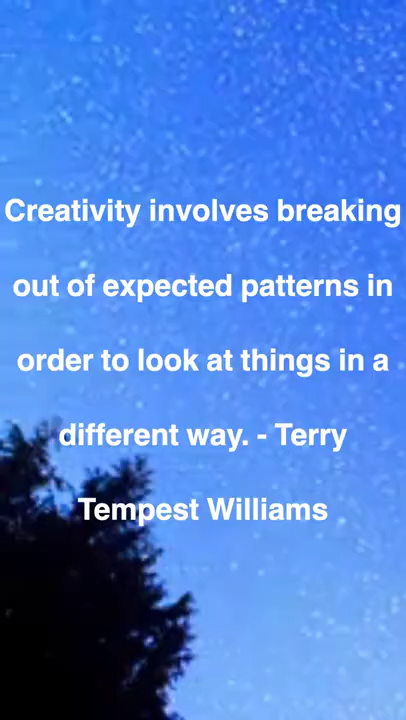 Creativity involves breaking
out of expected patterns in
order to look at things in a
different way. - Terry
Tempest Williams